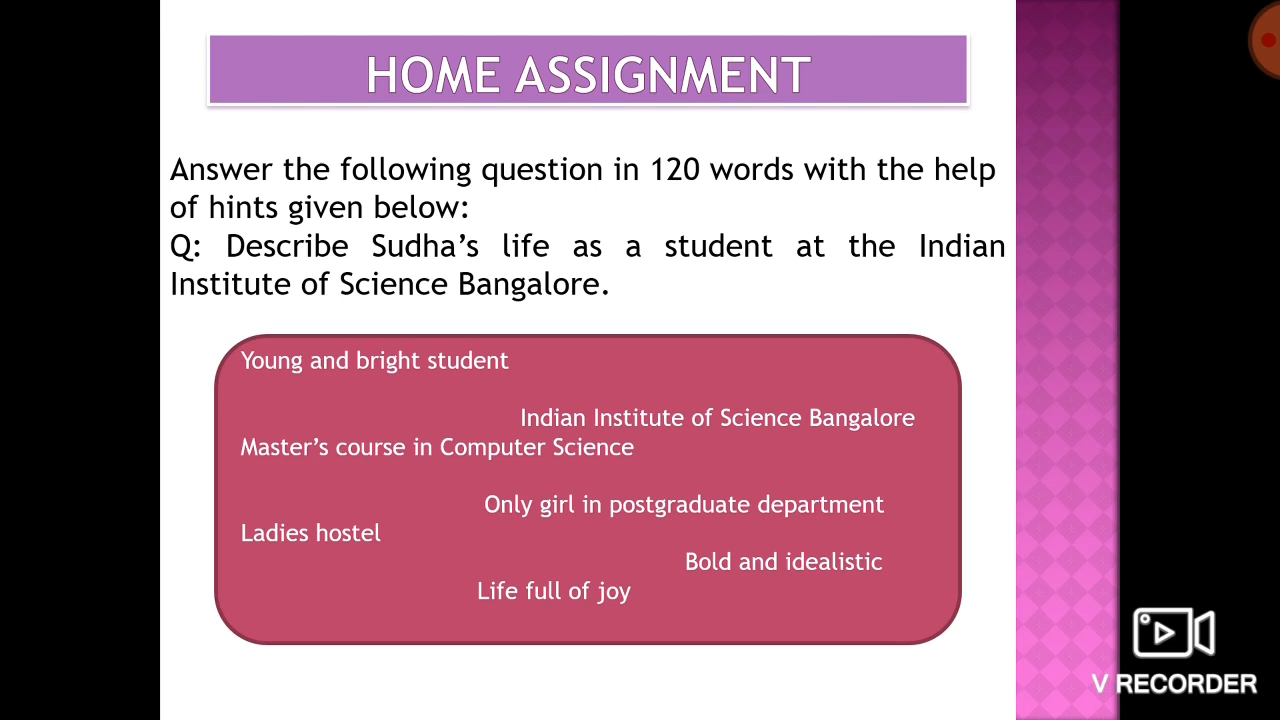 HOME ASSIGNMENT
Answer the following question in 120 words with the help
of hints given below:
Q: Describe Sudha’s life as a student at the Indian
Institute of Science Bangalore.
Young and bright student
Indian Institute of Science Bangalore
Master’s course in Computer Science
Only girl in postgraduate department
Ladies hostel
Bold and idealistic
Life full of joy
V RECORDER